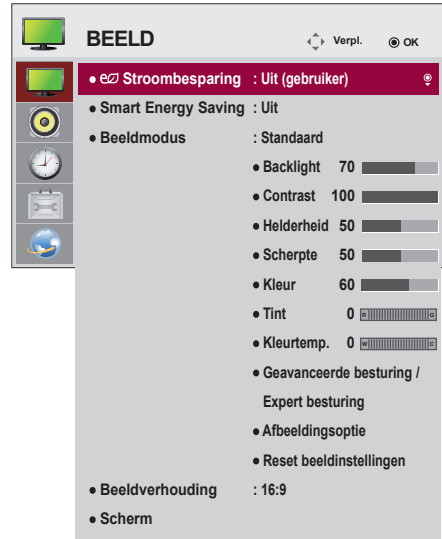 BEELD Verpl. OK
• Stroombesparing : Uit (gebruiker)
• Smart Energy Saving : Uit
• Beeldmodus : Standaard
• Backlight 70
• Contrast 100
• Helderheid 50
• Scherpte 50
• Kleur 60
• Tint 0 R G
• Kleurtemp. 0 W C
• Geavanceerde besturing /
Expert besturing
• Afbeeldingsoptie
• Reset beeldinstellingen
• Beeldverhouding : 16:9
• Scherm